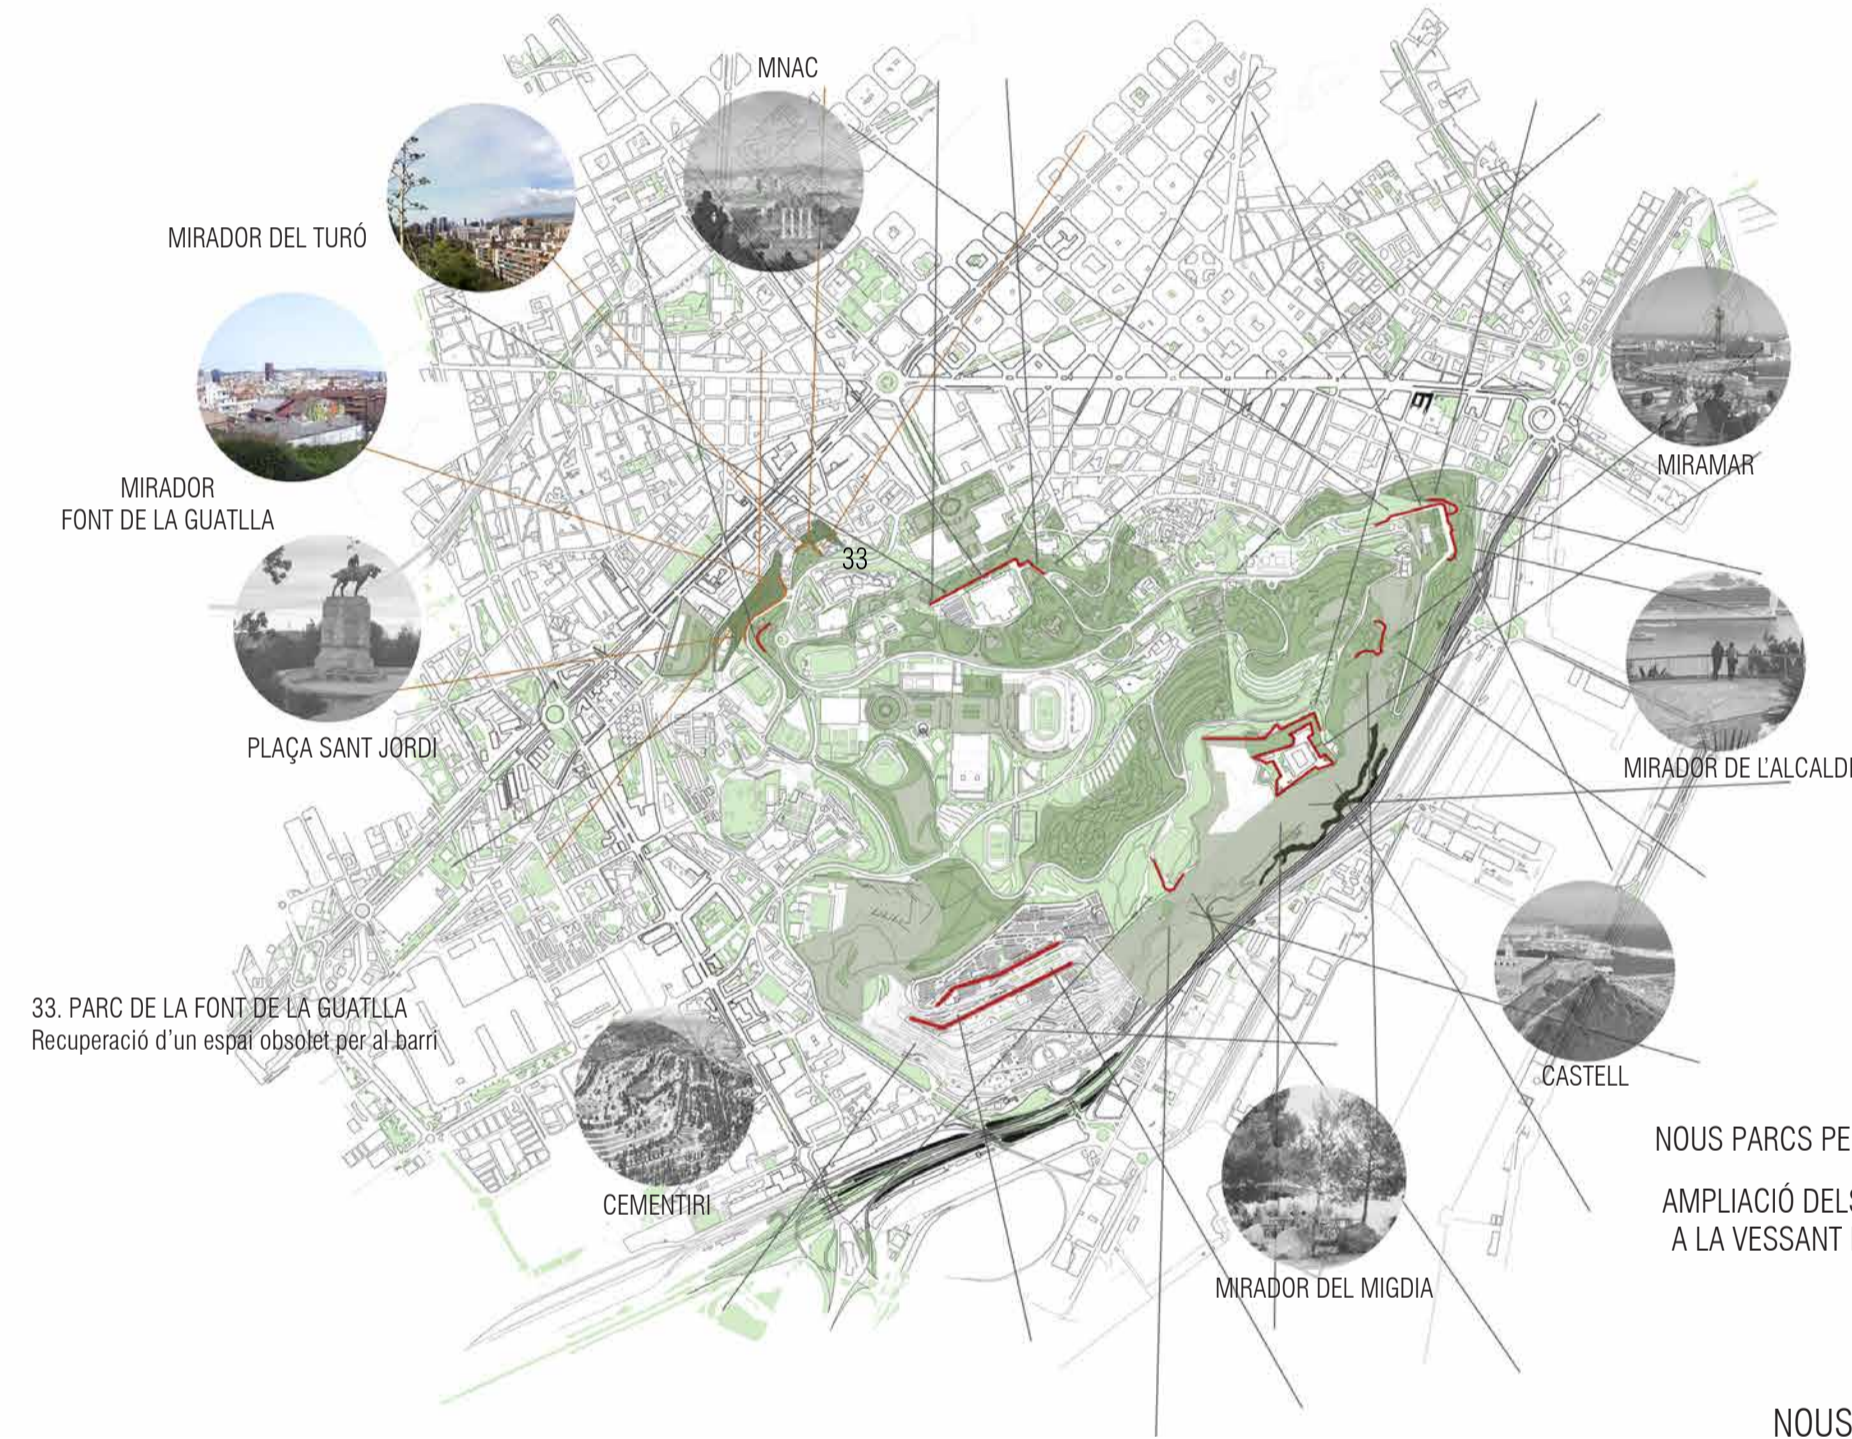 MNAC
MIRADOR DEL TURÓ
MIRADOR
FONT DE LA GUATLLA
PLAÇA SANT JORDI
33
MIRAMAR
MIRADOR DE L'ALCALD
33. PARC DE LA FONT DE LA GUATLLA
Recuperació d'un espai obsolet per al barri
CEMENTIRI
MIRADOR DEL MIGDIA
CASTELL
NOUS PARCS PE
AMPLIACIÓ DELS
A LA VESSANT
NOUS